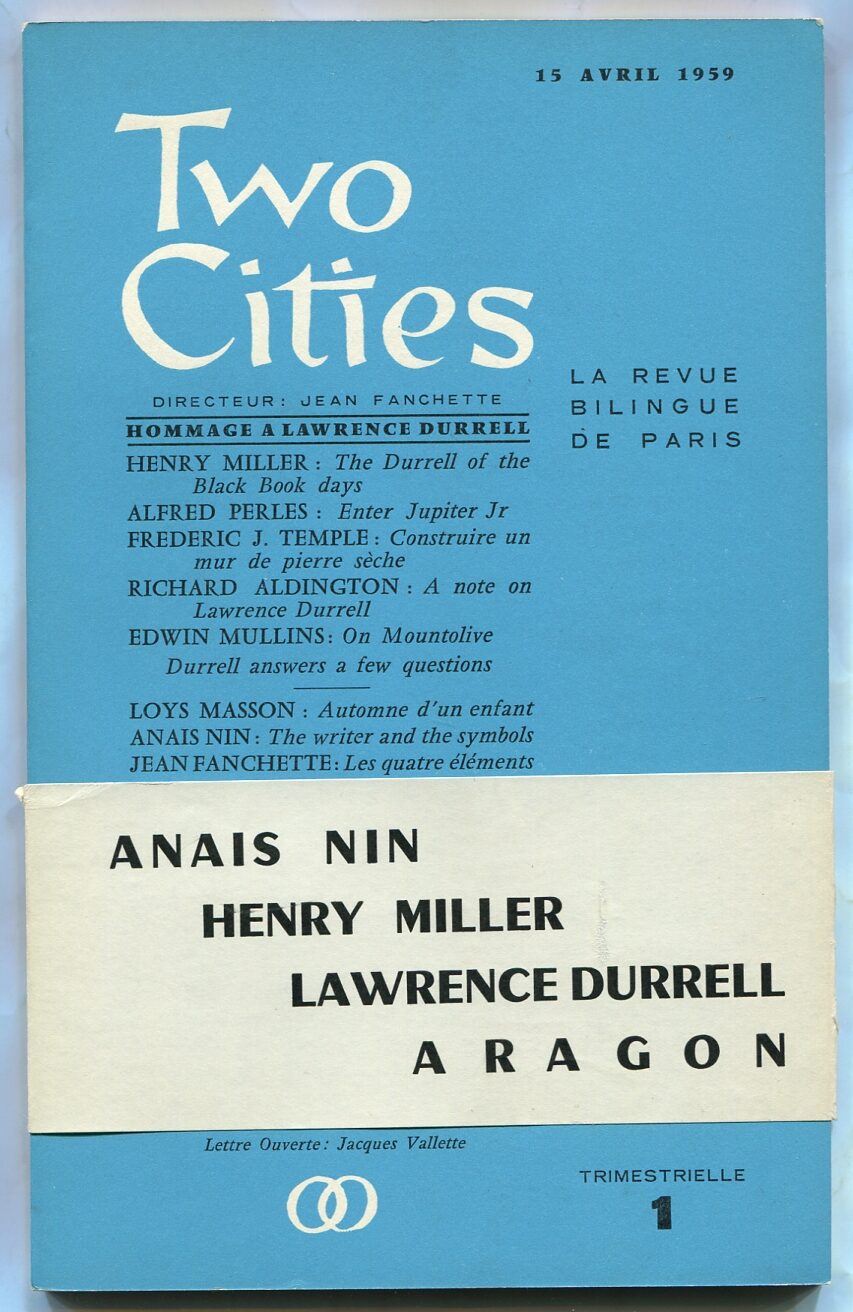 15 AVRIL 1959
Two
Cities
LA REVUE
BILINGUE
DE PARIS
DIRECTEUR: JEAN FANCHETTE
HOMMAGE A LAWRENCE DURRELL
HENRY MILLER : The Durrell of the
Black Book days
ALFRED PERLES : Enter Jupiter Jr
FREDERIC J. TEMPLE : Construire un
mur de pierre sèche
RICHARD ALDINGTON : A note on
Lawrence Durrell
EDWIN MULLINS : On Mountolive
Durrell answers a few questions
LOYS MASSON : Automne d'un enfant
ANAIS NIN : The writer and the symbols
JEAN FANCHETTE : Les quatre éléments
ANAIS NIN
HENRY MILLER
LAWRENCE DURRELL
ARAGON
Lettre Ouverte : Jacques Vallette
TRIMESTRIELLE
1